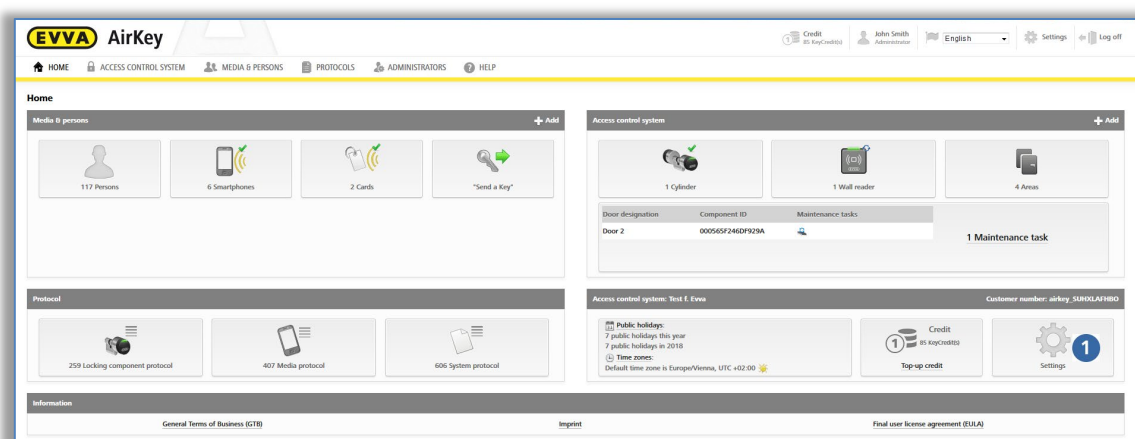 EVVA AirKey
Credit
85 KeyCredit(s)
John Smith
Administrator
English
Settings
Log off
HOME ACCESS CONTROL SYSTEM MEDIA & PERSONS PROTOCOLS ADMINISTRATORS HELP
Home
Media & persons Add
117 Persons 6 Smartphones 2 Cards "Send a Key"
Access control system Add
1 Cylinder 1 Wall reader 4 Areas
Door designation Component ID Maintenance tasks
Door 2 000565F246DF929A
1 Maintenance task
Protocol
259 Locking component protocol 407 Media protocol 606 System protocol
Access control system: Test f. Evva Customer number: airkey_SUHXLAFHBO
Public holidays:
7 public holidays this year
7 public holidays in 2018
Time zones:
Default time zone is Europe/Vienna, UTC +02:00
Credit
1 85 KeyCredit(s)
Top-up credit
1
Settings
Information
General Terms of Business (GTB) Imprint Final user license agreement (EULA)